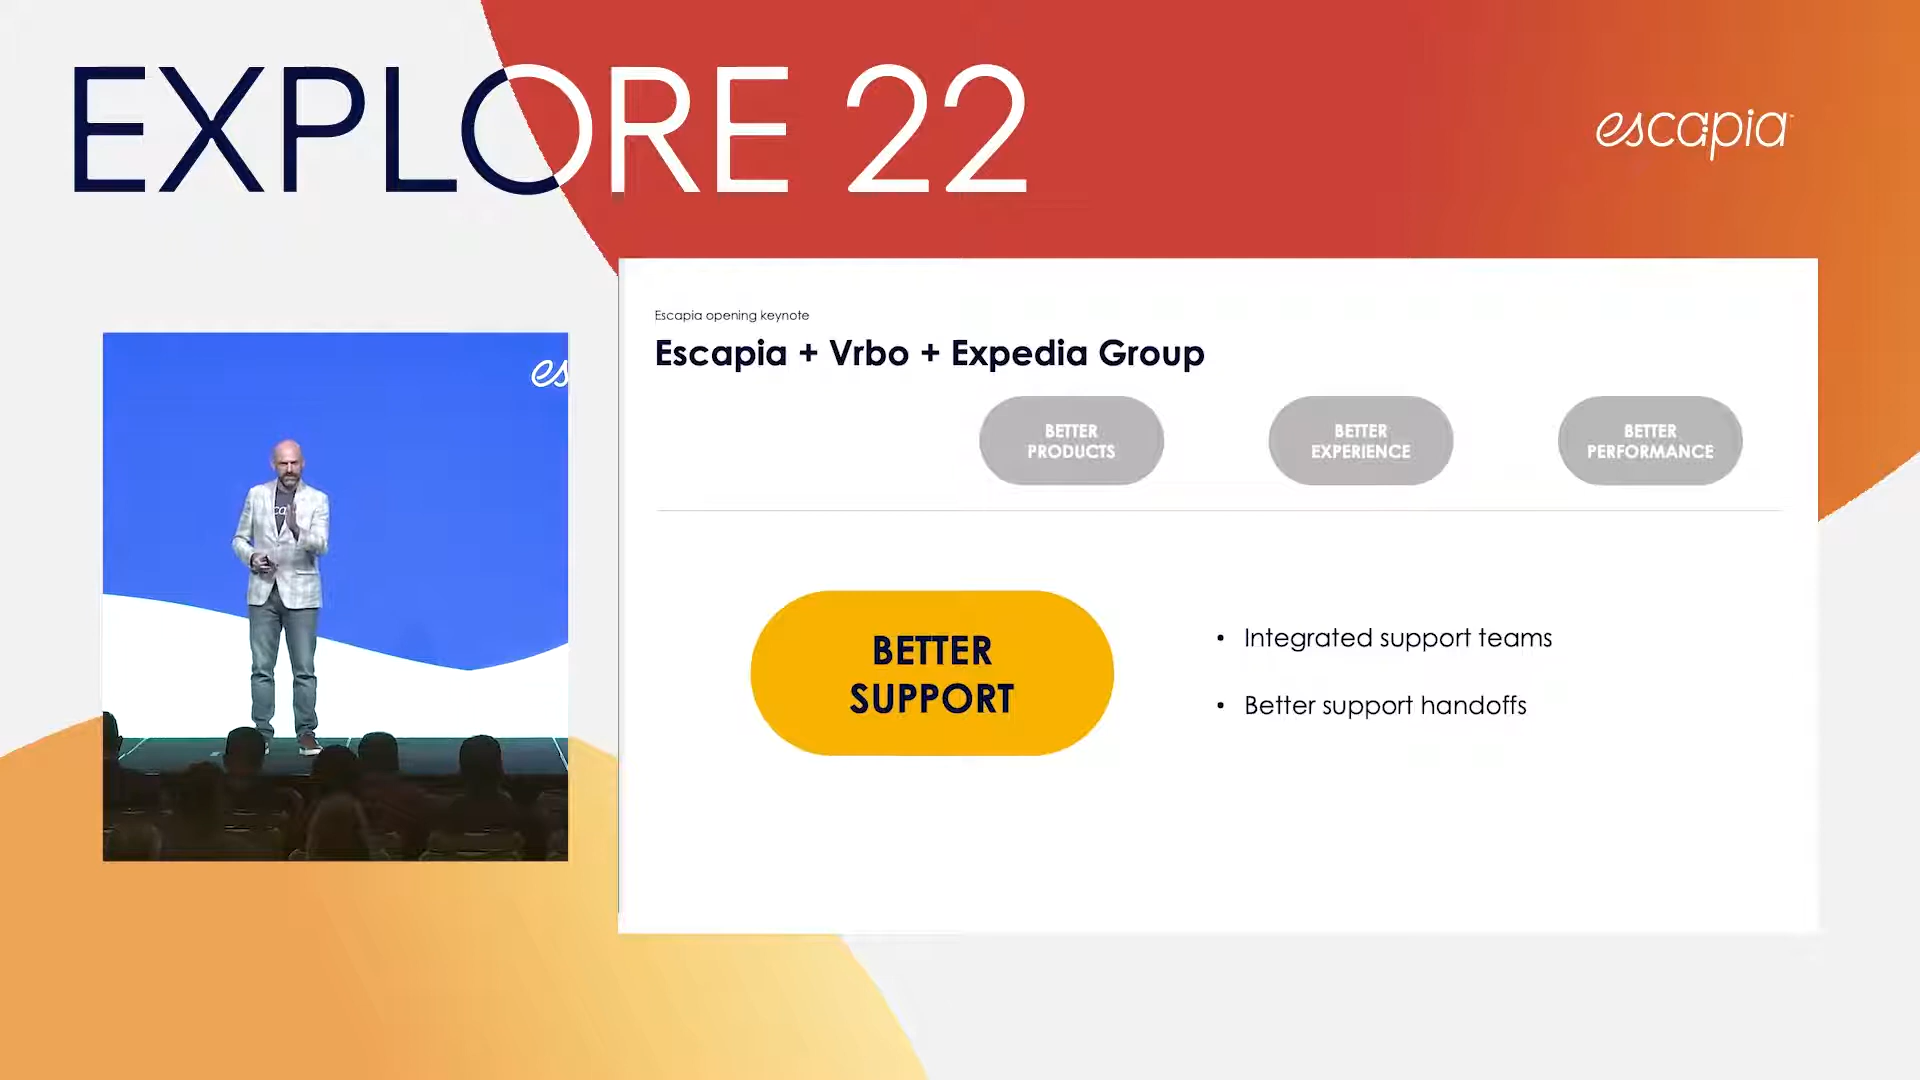 EXPLORE 22
escapia
Escapia opening keynote
Escapia + Vrbo + Expedia Group
BETTER
PRODUCTS
BETTER
EXPERIENCE
BETTER
PERFORMANCE
es
BETTER
SUPPORT
• Integrated support teams
• Better support handoffs